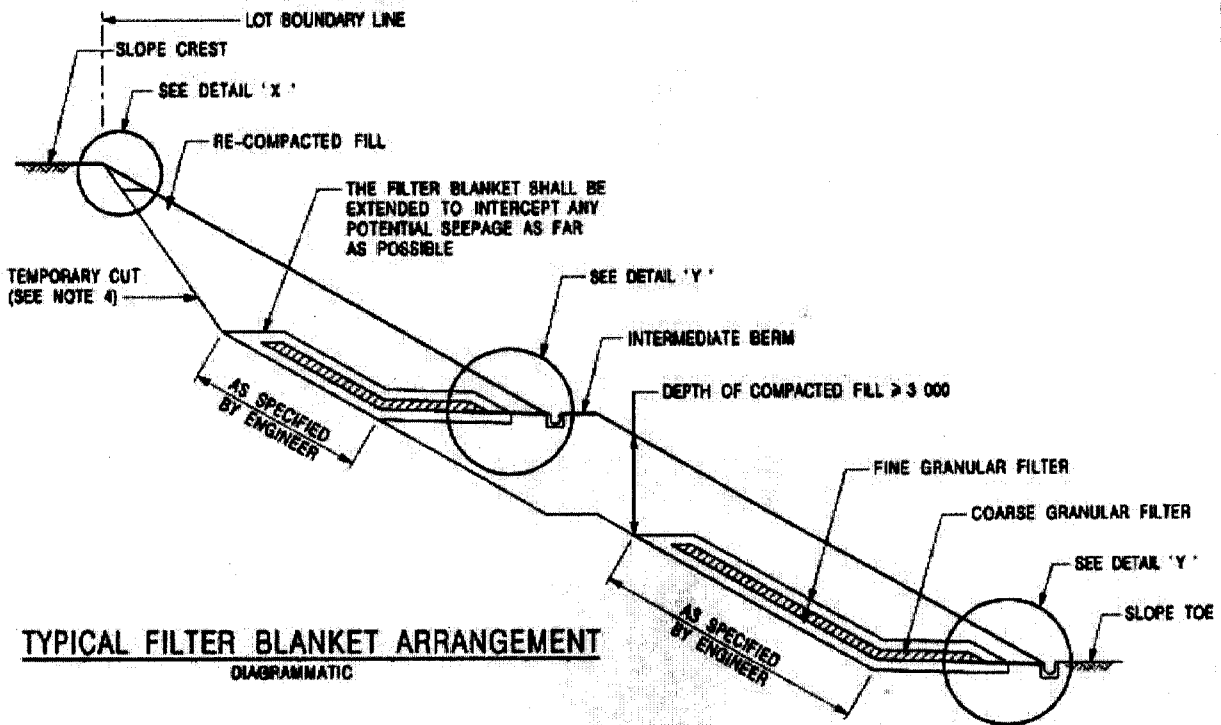 LOT BOUNDARY LINE
SLOPE CREST
SEE DETAIL 'X'
RE-COMPACTED FILL
THE FILTER BLANKET SHALL BE
EXTENDED TO INTERCEPT ANY
POTENTIAL SEEPAGE AS FAR
AS POSSIBLE
TEMPORARY CUT
(SEE NOTE 4)
SEE DETAIL 'Y'
INTERMEDIATE BERM
DEPTH OF COMPACTED FILL ≥ 3 000
AS SPECIFIED
BY ENGINEER
FINE GRANULAR FILTER
COARSE GRANULAR FILTER
SEE DETAIL 'Y'
SLOPE TOE
AS SPECIFIED
BY ENGINEER
TYPICAL FILTER BLANKET ARRANGEMENT
DIAGRAMMATIC